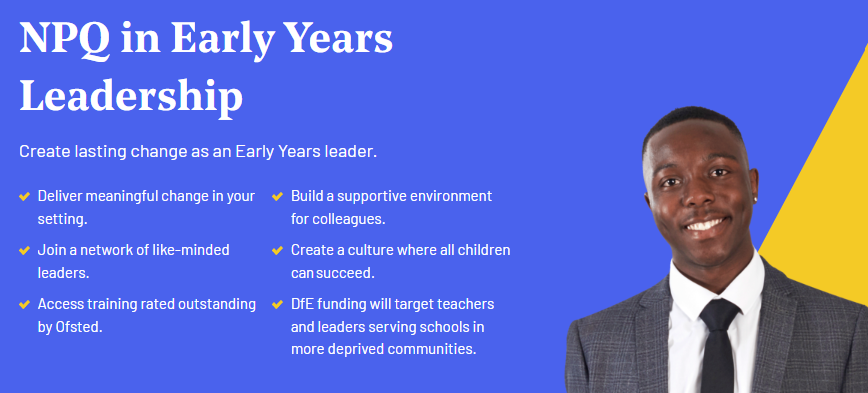 NPQ in Early Years
Leadership
Create lasting change as an Early Years leader.
Deliver meaningful change in your
setting.
Join a network of like-minded
leaders.
Access training rated outstanding
by Ofsted.
Build a supportive environment
for colleagues.
Create a culture where all children
can succeed.
DfE funding will target teachers
and leaders serving schools in
more deprived communities.